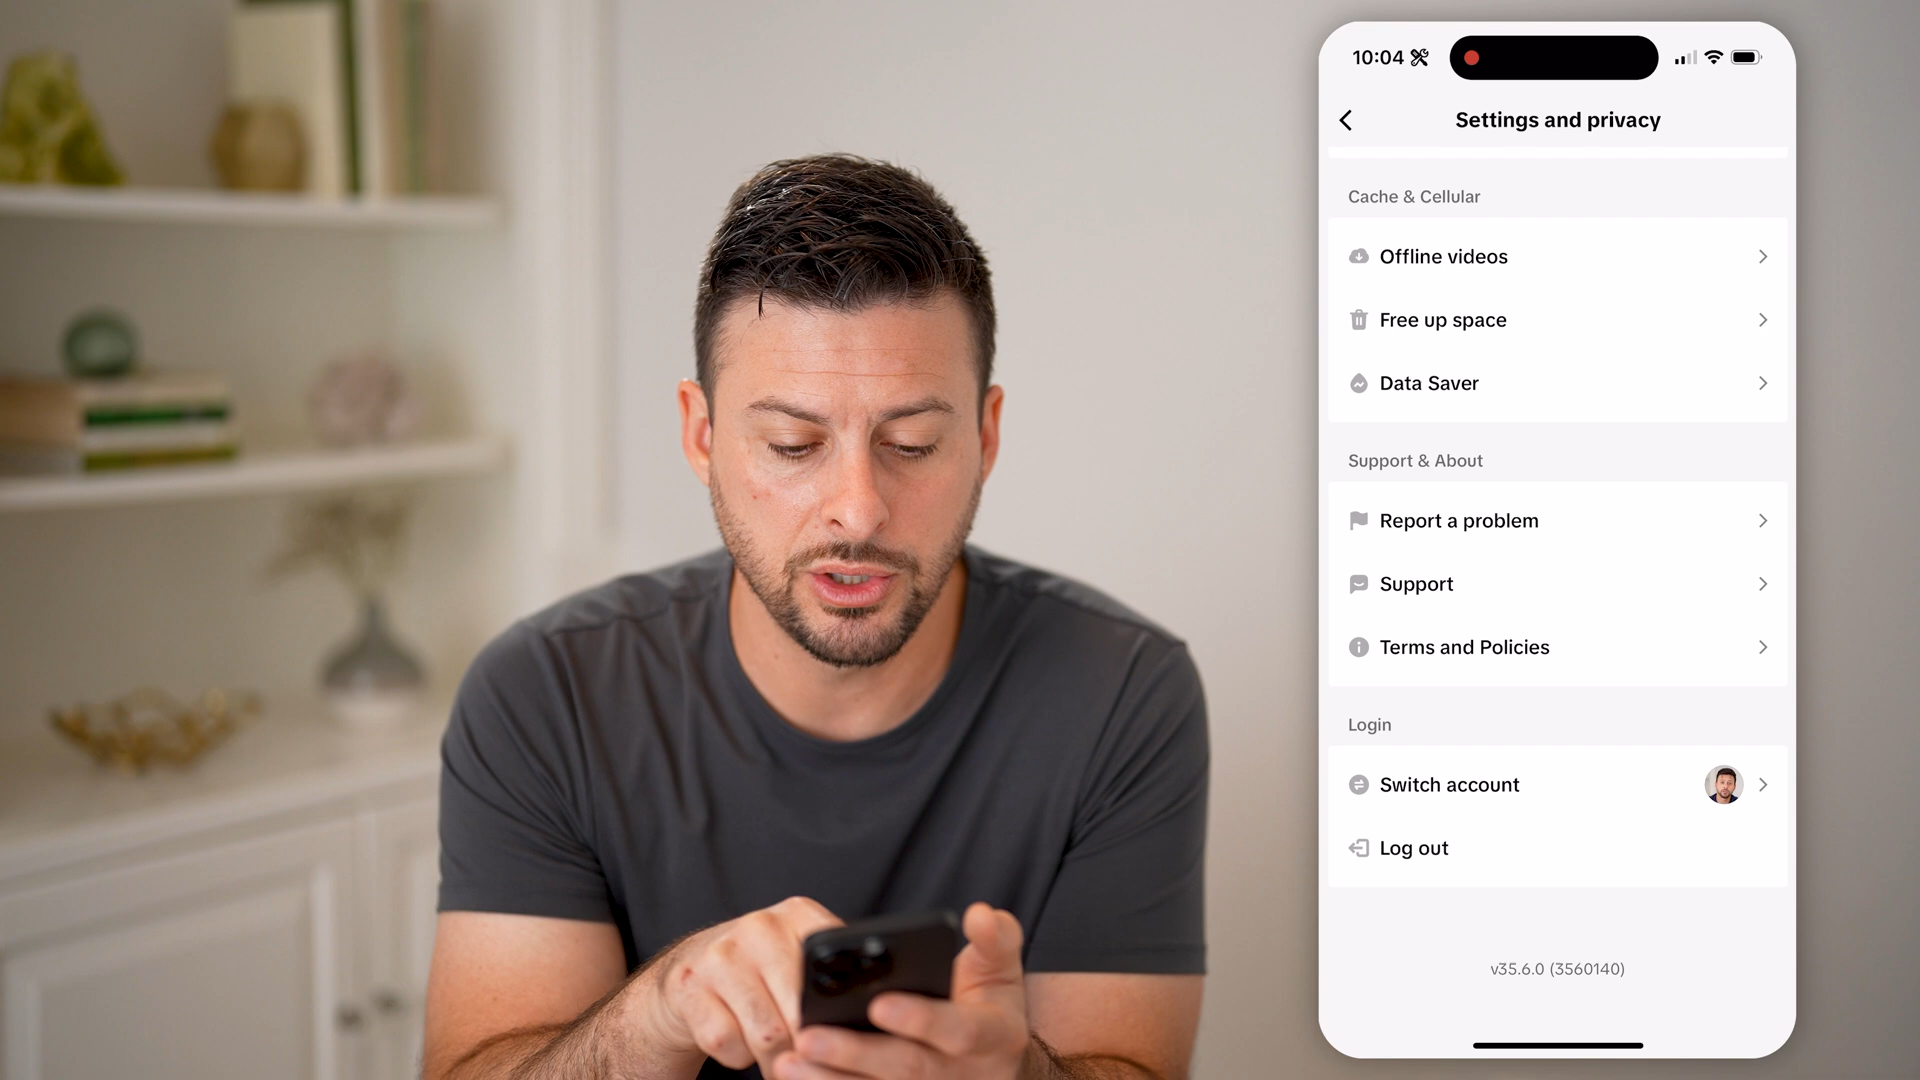 10:04
Settings and privacy
Cache & Cellular
Offline videos
Free up space
Data Saver
Support & About
Report a problem
Support
Terms and Policies
Login
Switch account
Log out
v35.6.0 (3560140)